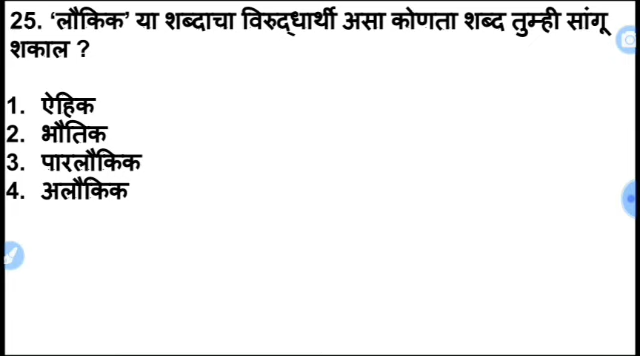 25. ‘लौकिक’ या शब्दाचा विरुद्धार्थी असा कोणता शब्द तुम्ही सांगू
शकाल ?
1. ऐहिक
2. भौतिक
3. पारलौकिक
4. अलौकिक